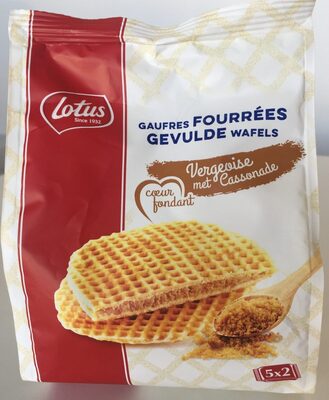 Lotus
Since 1932
GAUFRES FOURRÉES
GEVULDE WAFELS
Vergeoise
met Cassonade
cœur
fondant
5x2